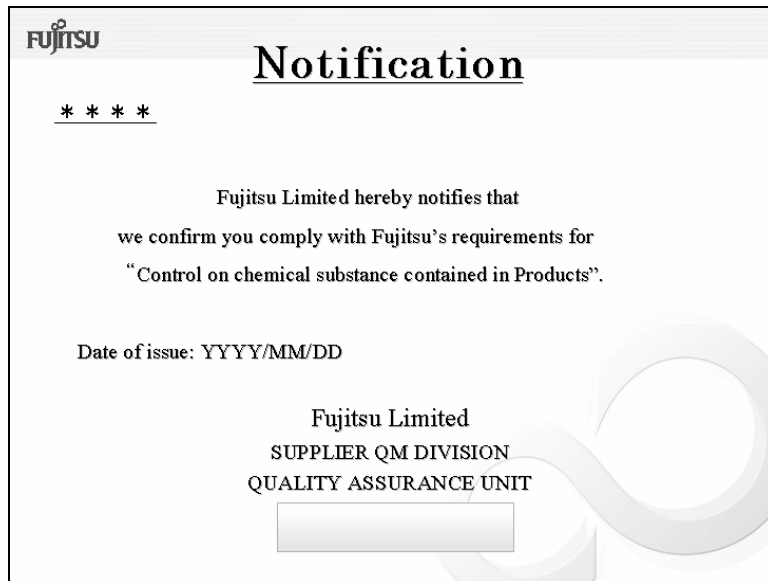 FUJITSU
Notification
＊＊＊＊
Fujitsu Limited hereby notifies that
we confirm you comply with Fujitsu's requirements for
“Control on chemical substance contained in Products”.
Date of issue: YYYY/MM/DD
Fujitsu Limited
SUPPLIER QM DIVISION
QUALITY ASSURANCE UNIT